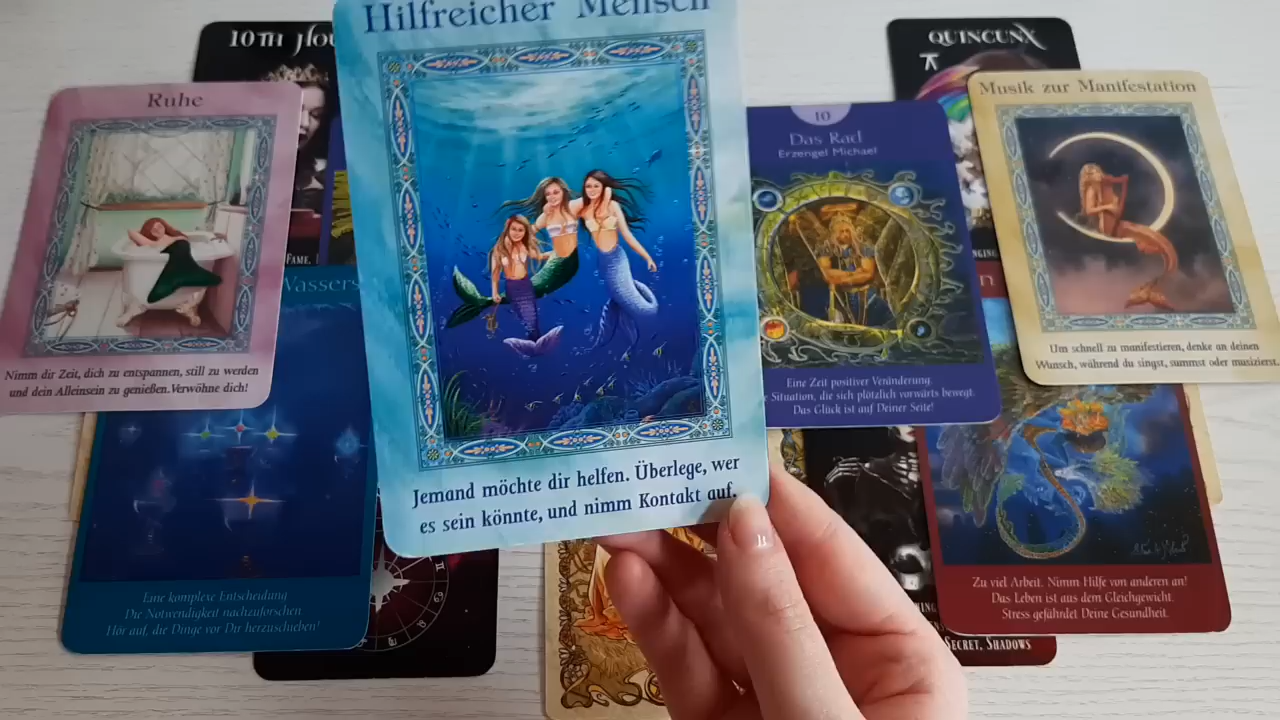 Hilfreicher Mensch
Jemand möchte dir helfen. Überlege, wer
es sein könnte, und nimm Kontakt auf.
10TH HOU
FAME,
Ruhe
Nimm dir Zeit, dich zu entspannen, still zu werden
und dein Alleinsein zu genießen. Verwöhne dich!
Wassers
Eine komplexe Entscheidung
Die Notwendigkeit nachzuforschen
Hör auf, die Dinge vor Dir herzuschieben!
10
Das Rad
Erzengel Michael
Eine Zeit positiver Veränderung.
Situation, die sich plötzlich vorwärts bewegt.
Das Glück ist auf Deiner Seite!
QUINCUNX
Musik zur Manifestation
Um schnell zu manifestieren, denke an deinen
Wunsch, während du singst, summst oder musizierst.
Zu viel Arbeit. Nimm Hilfe von anderen an!
Das Leben ist aus dem Gleichgewicht.
Stress gefährdet Deine Gesundheit.
SECRET, SHADOWS